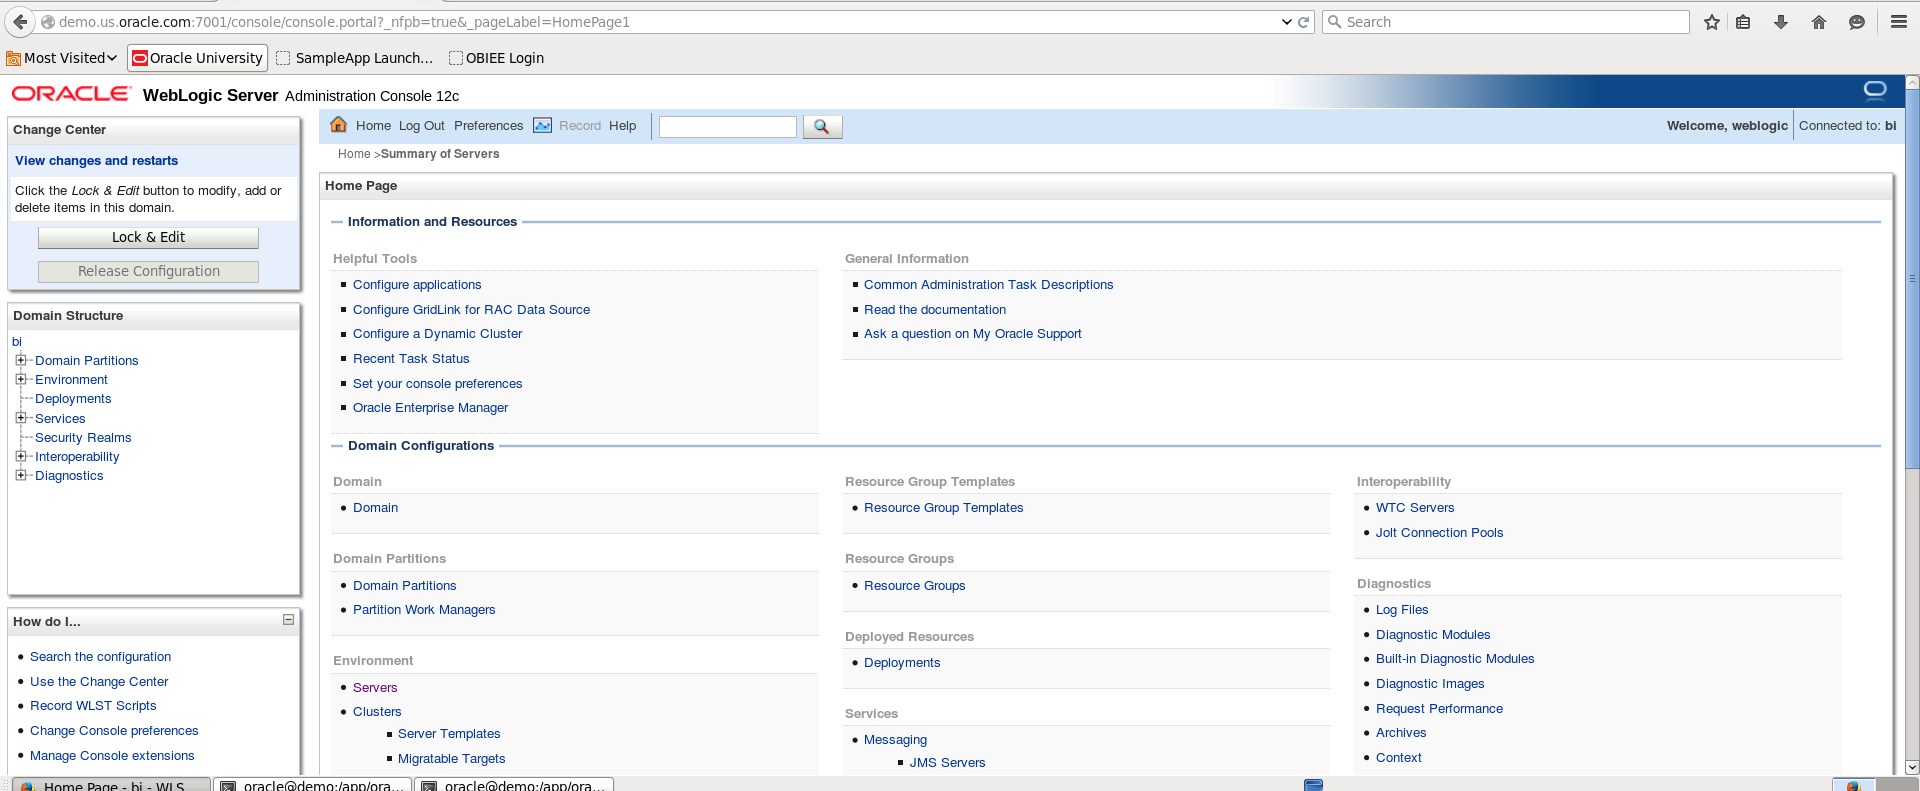 demo.us.oracle.com:7001/console/console.portal?_nfpb=true&_pageLabel=HomePage1
Search
Most Visited
Oracle University
SampleApp Launch...
OBIEE Login
ORACLE WebLogic Server Administration Console 12c
Change Center
View changes and restarts
Click the Lock & Edit button to modify, add or
delete items in this domain.
Lock & Edit
Release Configuration
Domain Structure
bi
Domain Partitions
Environment
Deployments
Services
Security Realms
Interoperability
Diagnostics
How do I...
Search the configuration
Use the Change Center
Record WLST Scripts
Change Console preferences
Manage Console extensions
Home Log Out Preferences Record Help
Welcome, weblogic Connected to: bi
Home >Summary of Servers
Home Page
Information and Resources
Helpful Tools
Configure applications
Configure GridLink for RAC Data Source
Configure a Dynamic Cluster
Recent Task Status
Set your console preferences
Oracle Enterprise Manager
General Information
Common Administration Task Descriptions
Read the documentation
Ask a question on My Oracle Support
Domain Configurations
Domain
Domain
Domain Partitions
Domain Partitions
Partition Work Managers
Environment
Servers
Clusters
Server Templates
Migratable Targets
Resource Group Templates
Resource Group Templates
Resource Groups
Resource Groups
Deployed Resources
Deployments
Services
Messaging
JMS Servers
Interoperability
WTC Servers
Jolt Connection Pools
Diagnostics
Log Files
Diagnostic Modules
Built-in Diagnostic Modules
Diagnostic Images
Request Performance
Archives
Context
Home Page - bi - WLS
oracle@demo:/app/ora...
oracle@demo:/app/ora...